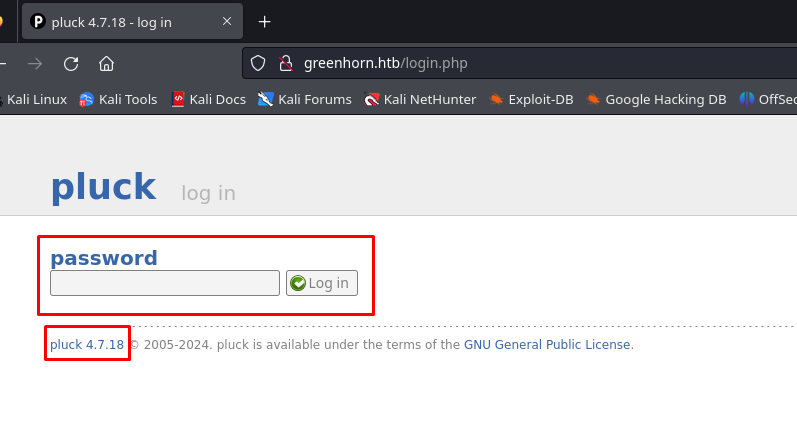 pluck 4.7.18 - log in
greenhorn.htb/login.php
Kali Linux Kali Tools Kali Docs Kali Forums Kali NetHunter Exploit-DB Google Hacking DB OffSec
pluck log in
password
Log in
pluck 4.7.18 © 2005-2024. pluck is available under the terms of the GNU General Public License.